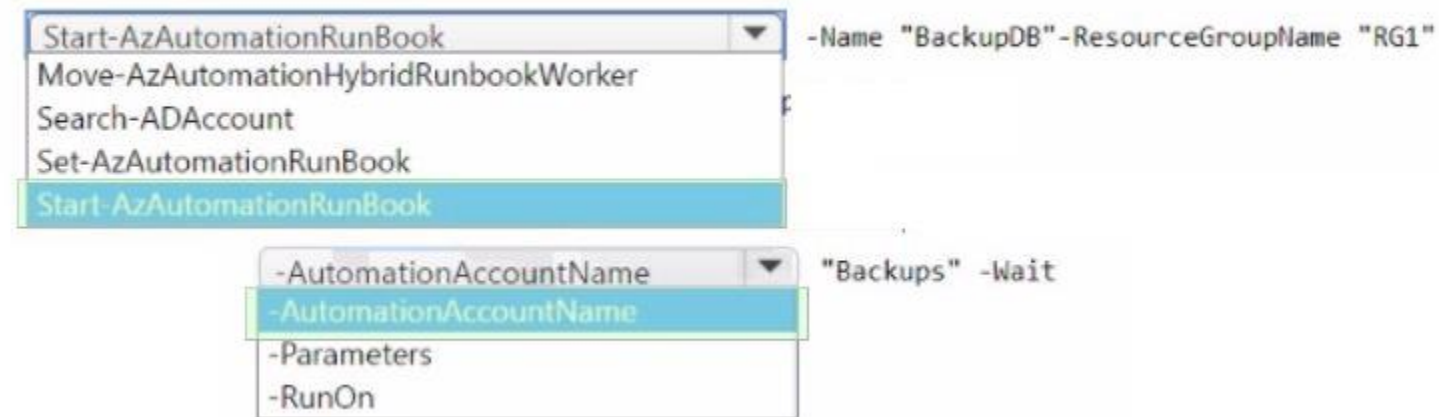 Start-AzAutomationRunBook -Name "BackupDB"-ResourceGroupName "RG1"
Move-AzAutomationHybridRunbookWorker
Search-ADAccount
Set-AzAutomationRunBook
Start-AzAutomationRunBook
-AutomationAccountName "Backups" -Wait
-AutomationAccountName
-Parameters
-RunOn